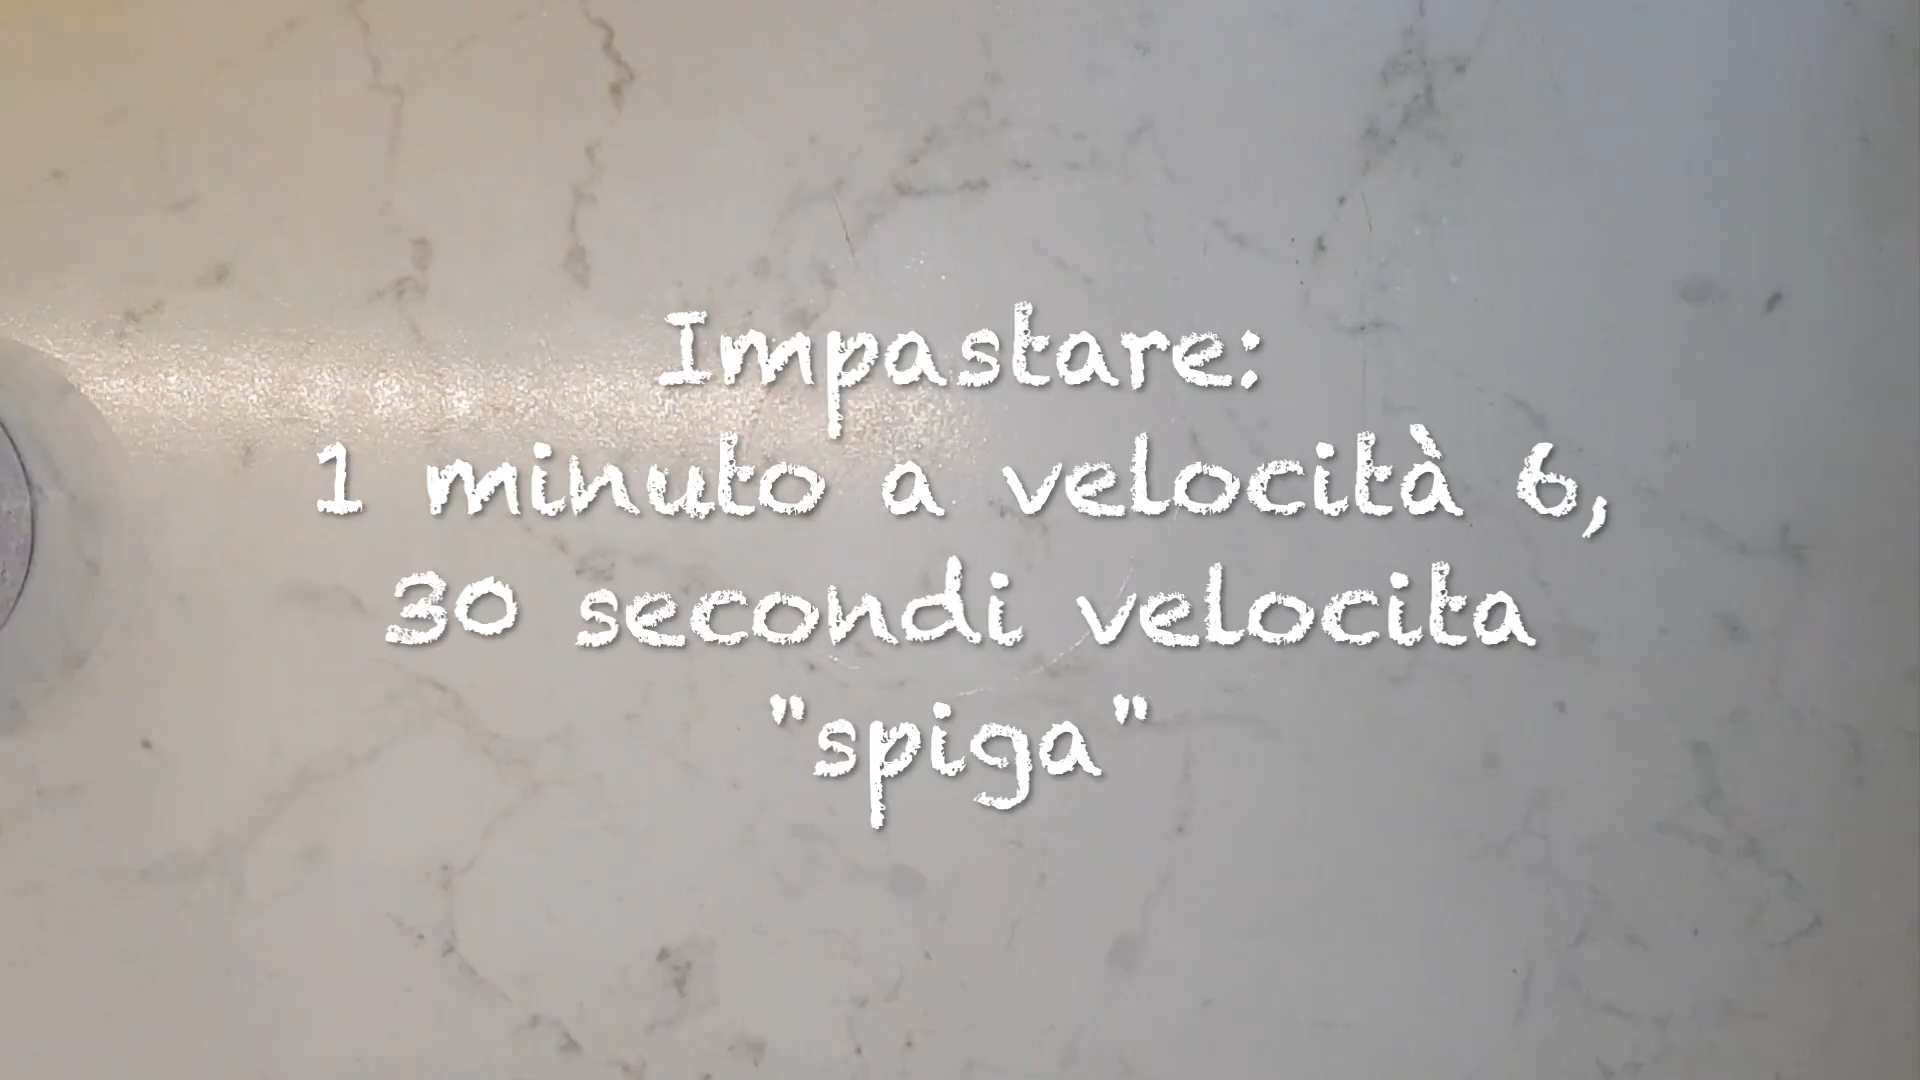 Impastare:
1 minuto a velocità 6,
30 secondi velocita
"spiga"